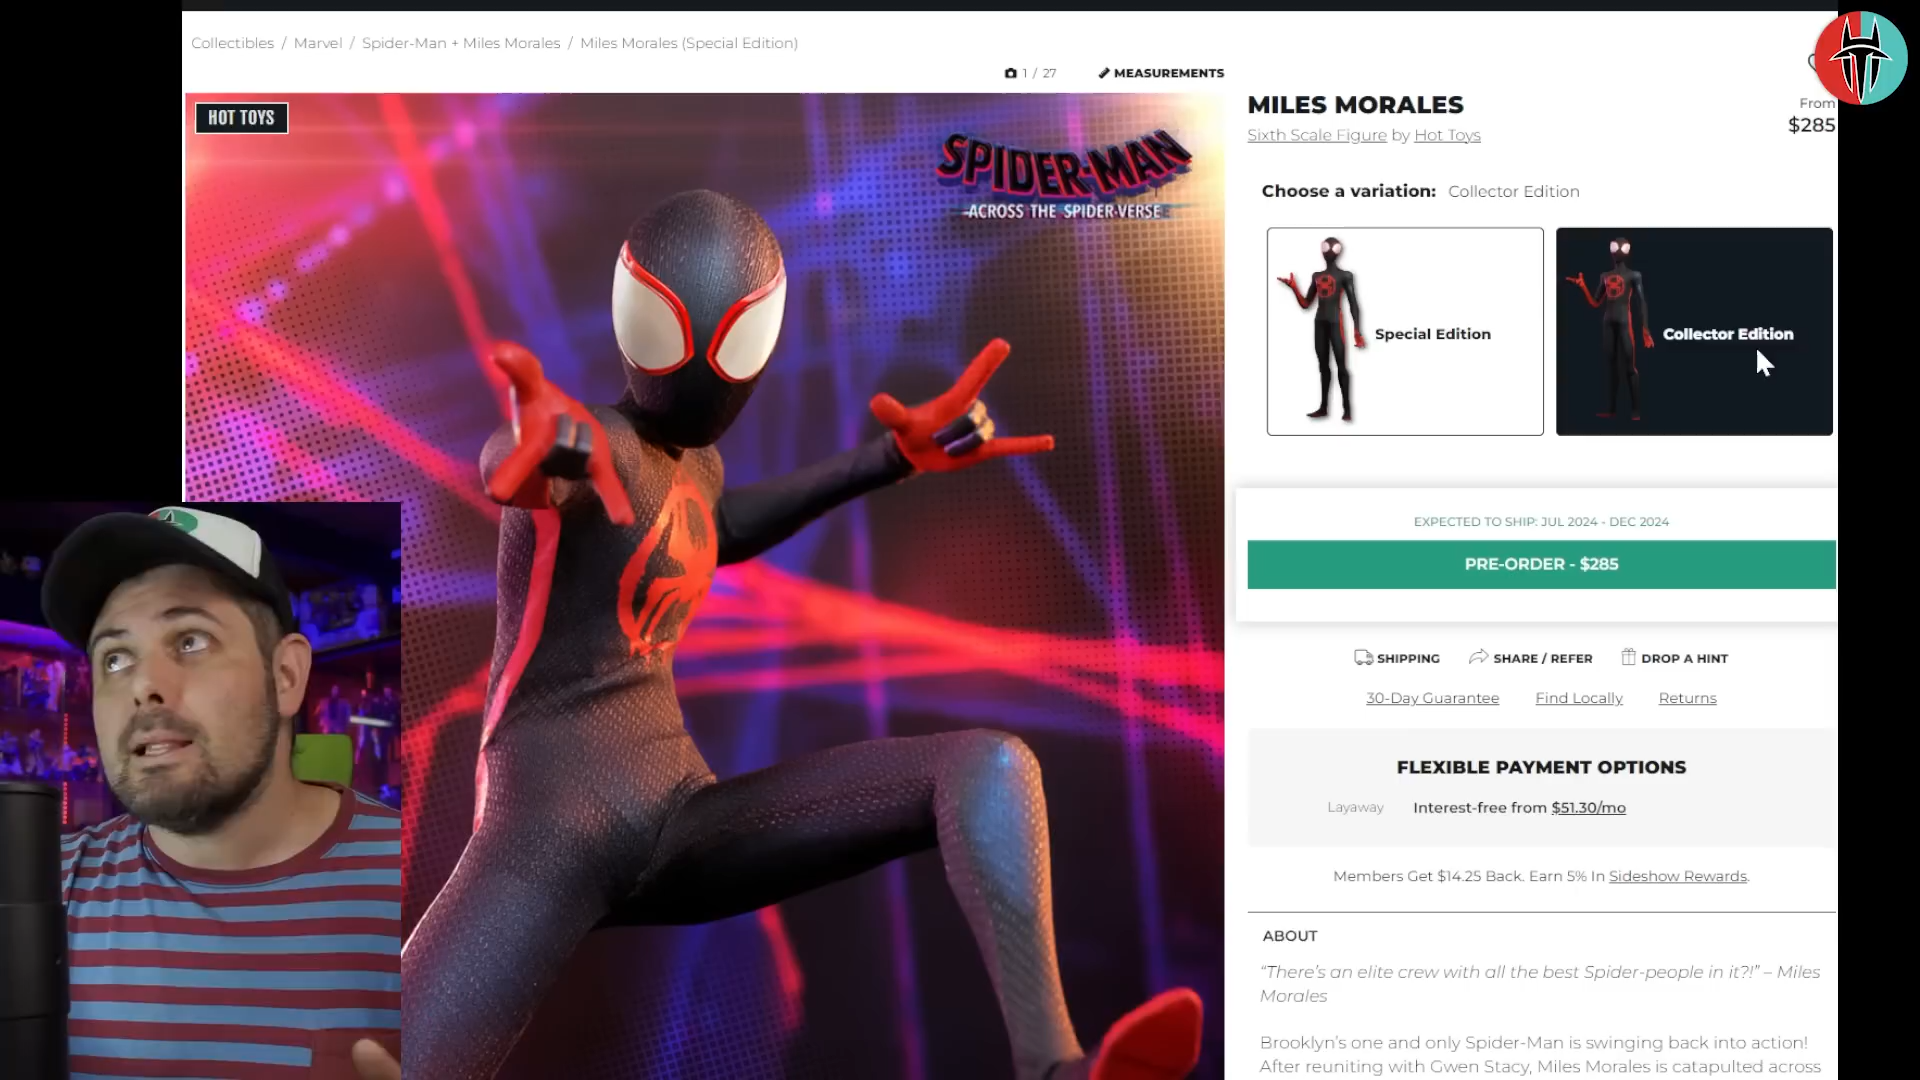 Collectibles / Marvel / Spider-Man + Miles Morales / Miles Morales (Special Edition)
1 / 27
MEASUREMENTS
HOT TOYS
SPIDER-MAN
-ACROSS THE SPIDER-VERSE
MILES MORALES
From
Sixth Scale Figure by Hot Toys
$285
Choose a variation: Collector Edition
Special Edition
Collector Edition
EXPECTED TO SHIP: JUL 2024 - DEC 2024
PRE-ORDER - $285
SHIPPING
SHARE / REFER
DROP A HINT
30-Day Guarantee
Find Locally
Returns
FLEXIBLE PAYMENT OPTIONS
Layaway
Interest-free from $51.30/mo
Members Get $14.25 Back. Earn 5% In Sideshow Rewards.
ABOUT
“There’s an elite crew with all the best Spider-people in it?!” – Miles
Morales
Brooklyn’s one and only Spider-Man is swinging back into action!
After reuniting with Gwen Stacy, Miles Morales is catapulted across